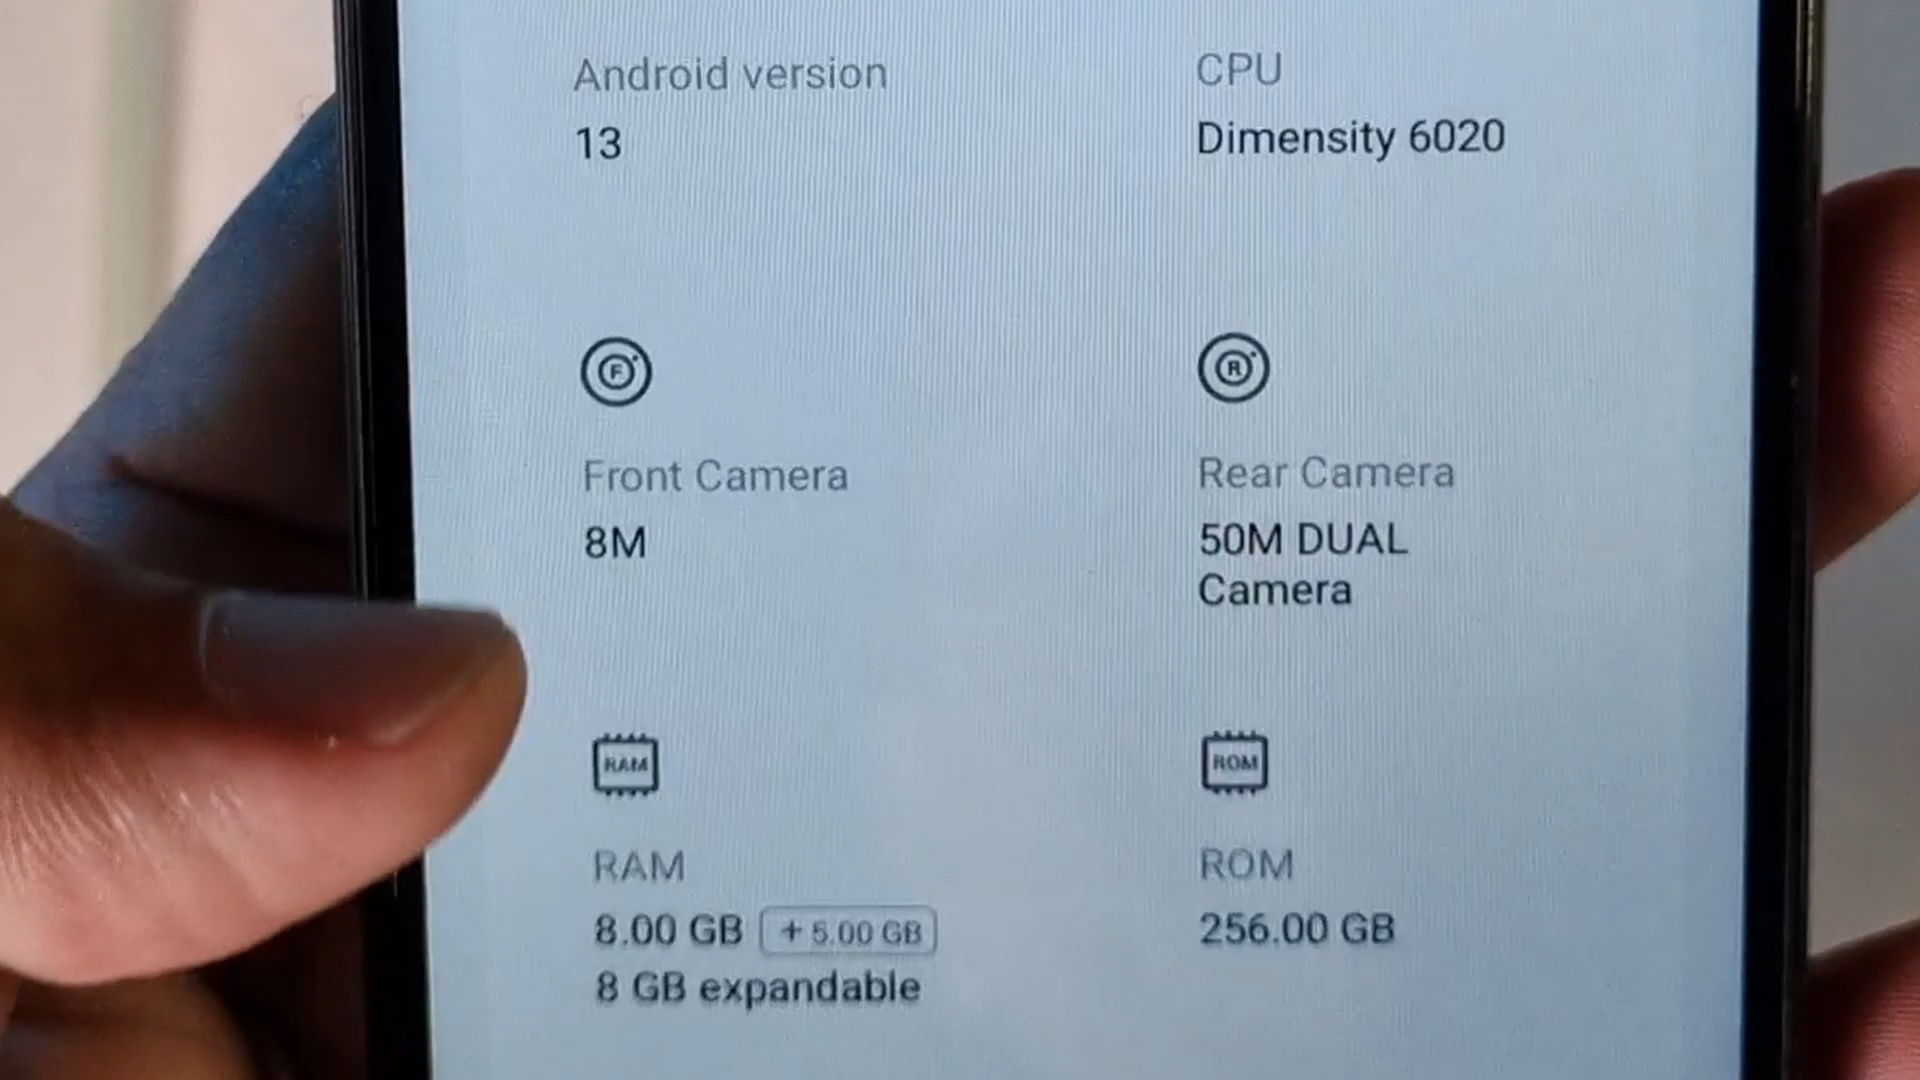 Android version
CPU
13
Dimensity 6020
F
R
Front Camera
Rear Camera
8M
50M DUAL
Camera
RAM
ROM
RAM
ROM
8.00 GB + 5.00 GB
256.00 GB
8 GB expandable